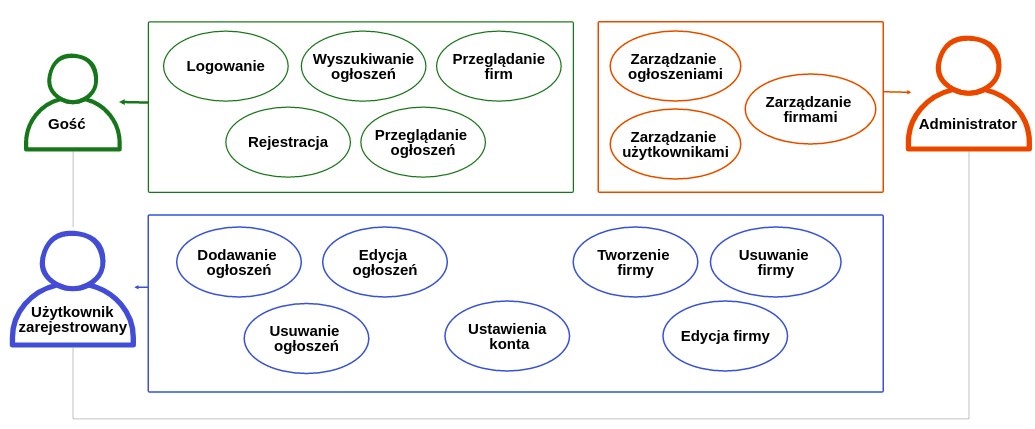 Gość
Logowanie
Wyszukiwanie
ogłoszeń
Przeglądanie
firm
Rejestracja
Przeglądanie
ogłoszeń
Zarządzanie
ogłoszeniami
Zarządzanie
firmami
Zarządzanie
użytkownikami
Administrator
Użytkownik
zarejestrowany
Dodawanie
ogłoszeń
Edycja
ogłoszeń
Tworzenie
firmy
Usuwanie
firmy
Usuwanie
ogłoszeń
Ustawienia
konta
Edycja firmy